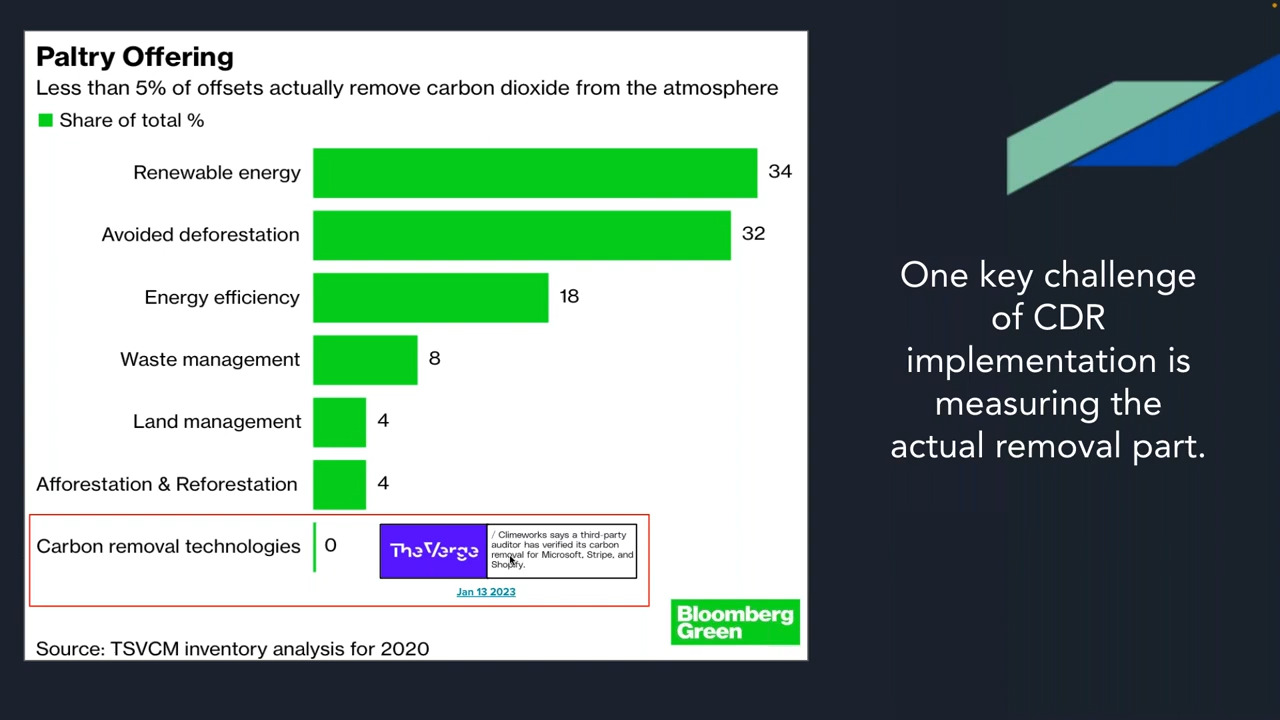 Paltry Offering
Less than 5% of offsets actually remove carbon dioxide from the atmosphere
Share of total %
Renewable energy 34
Avoided deforestation 32
Energy efficiency 18
Waste management 8
Land management 4
Afforestation & Reforestation 4
Carbon removal technologies 0
The Verge
/ Climeworks says a third-party
auditor has verified its carbon
removal for Microsoft, Stripe, and
Shopify.
Jan 13 2023
Bloomberg
Green
Source: TSVCM inventory analysis for 2020
One key challenge
of CDR
implementation is
measuring the
actual removal part.